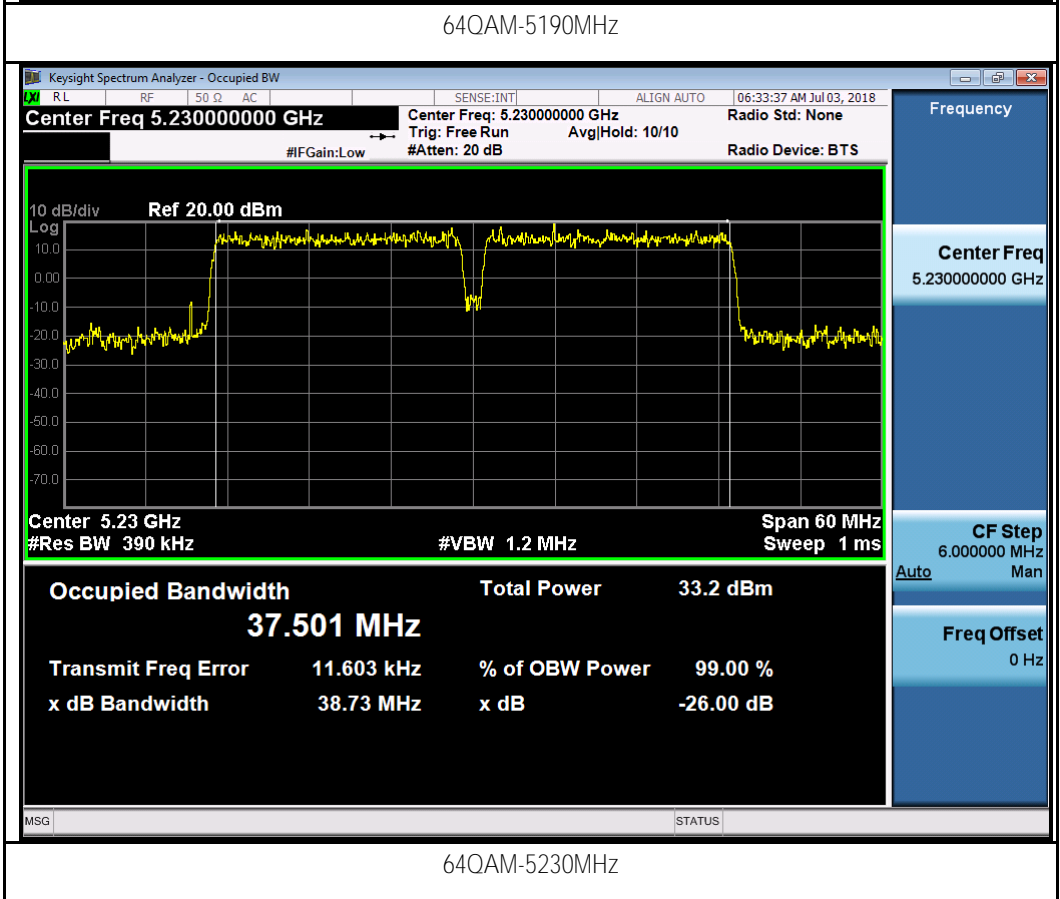 64QAM-5190MHz
Keysight Spectrum Analyzer - Occupied BW
LXI RL RF 50 Ω AC SENSE:INT ALIGN AUTO 06:33:37 AM Jul 03, 2018
Center Freq 5.230000000 GHz
Center Freq: 5.230000000 GHz Radio Std: None
Trig: Free Run Avg|Hold: 10/10
#IFGain:Low #Atten: 20 dB Radio Device: BTS
10 dB/div Ref 20.00 dBm
Log
10.0
0.00
-10.0
-20.0
-30.0
-40.0
-50.0
-60.0
-70.0
Center 5.23 GHz Span 60 MHz
#Res BW 390 kHz #VBW 1.2 MHz Sweep 1 ms
Occupied Bandwidth Total Power 33.2 dBm
37.501 MHz
Transmit Freq Error 11.603 kHz % of OBW Power 99.00 %
x dB Bandwidth 38.73 MHz x dB -26.00 dB
MSG STATUS
Frequency
Center Freq
5.230000000 GHz
CF Step
6.000000 MHz
Auto Man
Freq Offset
0 Hz
64QAM-5230MHz